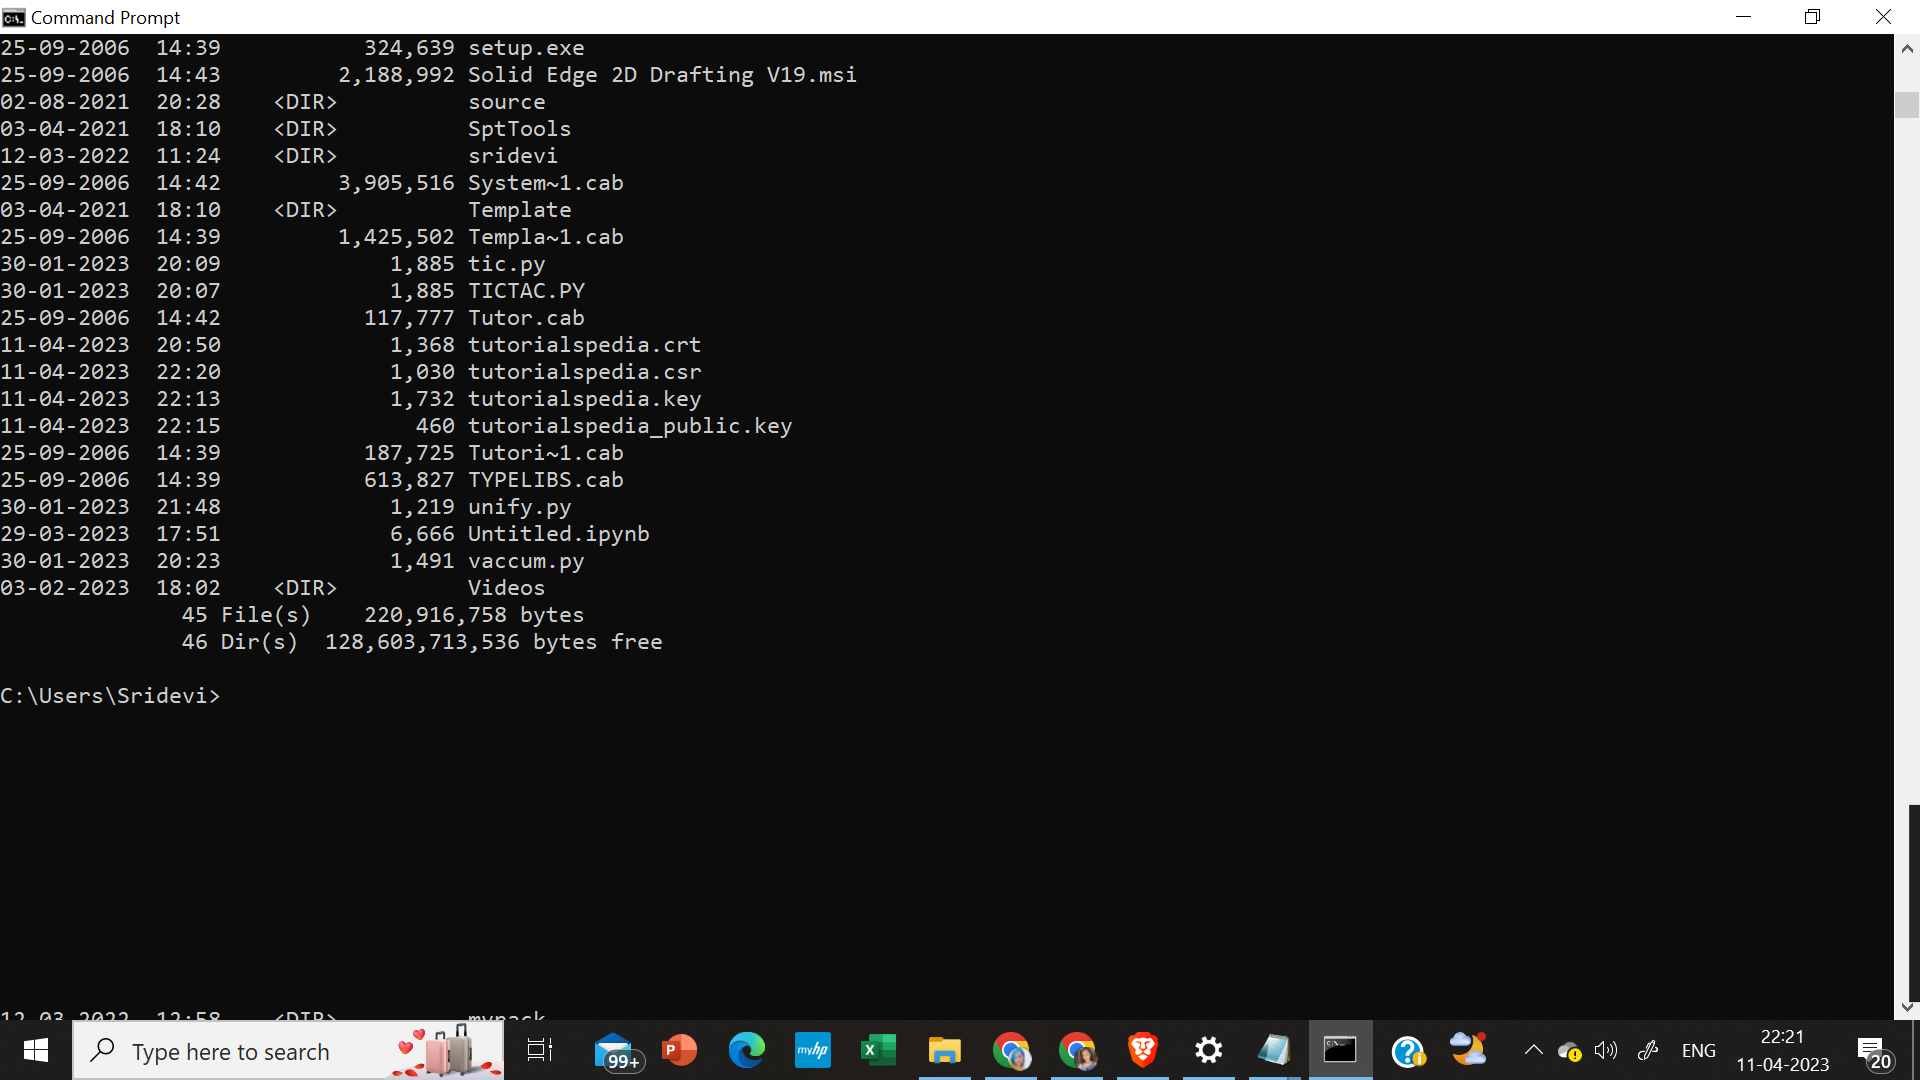 Command Prompt
25-09-2006  14:39           324,639 setup.exe
25-09-2006  14:43         2,188,992 Solid Edge 2D Drafting V19.msi
02-08-2021  20:28    <DIR>          source
03-04-2021  18:10    <DIR>          SptTools
12-03-2022  11:24    <DIR>          sridevi
25-09-2006  14:42         3,905,516 System~1.cab
03-04-2021  18:10    <DIR>          Template
25-09-2006  14:39         1,425,502 Templa~1.cab
30-01-2023  20:09             1,885 tic.py
30-01-2023  20:07             1,885 TICTAC.PY
25-09-2006  14:42           117,777 Tutor.cab
11-04-2023  20:50             1,368 tutorialspedia.crt
11-04-2023  22:20             1,030 tutorialspedia.csr
11-04-2023  22:13             1,732 tutorialspedia.key
11-04-2023  22:15               460 tutorialspedia_public.key
25-09-2006  14:39           187,725 Tutori~1.cab
25-09-2006  14:39           613,827 TYPELIBS.cab
30-01-2023  21:48             1,219 unify.py
29-03-2023  17:51             6,666 Untitled.ipynb
30-01-2023  20:23             1,491 vaccum.py
03-02-2023  18:02    <DIR>          Videos
              45 File(s)    220,916,758 bytes
              46 Dir(s)  128,603,713,536 bytes free
C:\Users\Sridevi>
12-03-2022  12:58    <DIR>          mypack
Type here to search
99+
P
myhp
X
ENG
22:21
11-04-2023
20